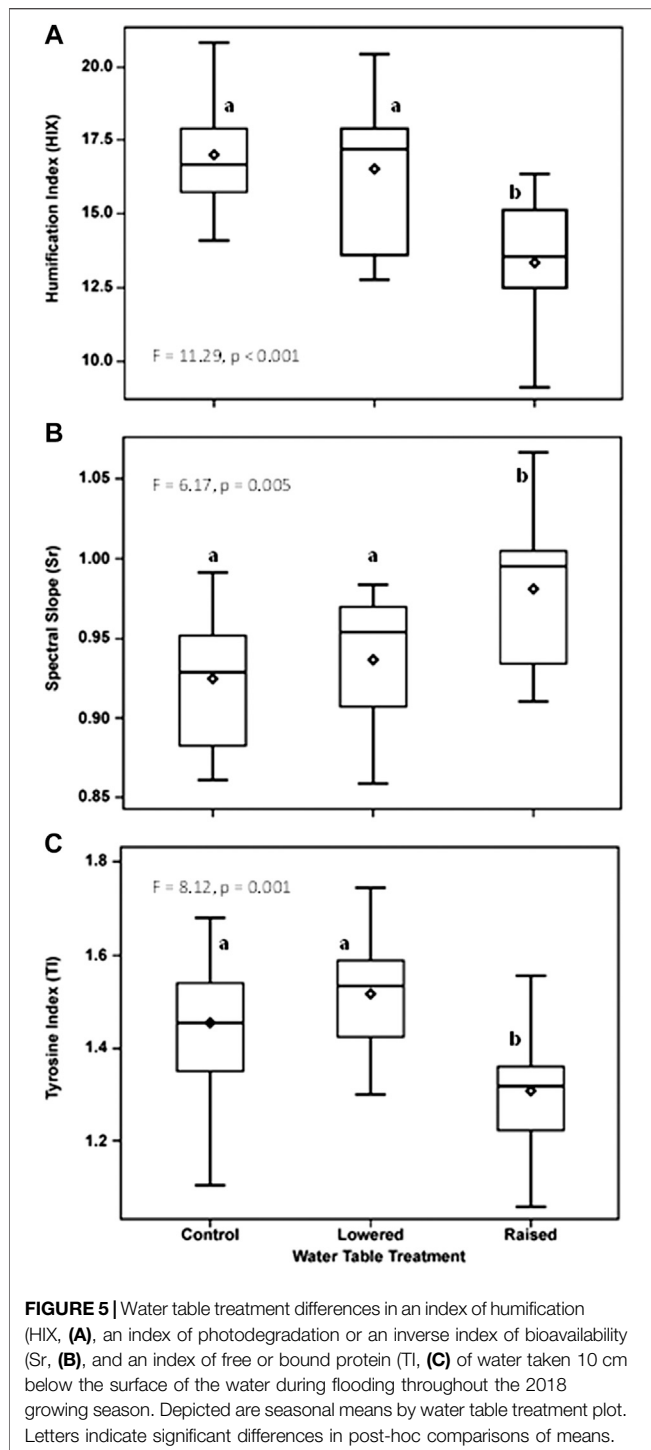 A
Humification Index (HIX)
20.0
17.5
15.0
12.5
10.0
a
a
b
F = 11.29, p < 0.001
B
Spectral Slope (Sr)
1.05
1.00
0.95
0.90
0.85
F = 6.17, p = 0.005
a
a
b
C
Tyrosine Index (TI)
1.8
1.6
1.4
1.2
F = 8.12, p = 0.001
a
a
b
Control Lowered Raised
Water Table Treatment
FIGURE 5 | Water table treatment differences in an index of humification
(HIX, (A), an index of photodegradation or an inverse index of bioavailability
(Sr, (B), and an index of free or bound protein (TI, (C) of water taken 10 cm
below the surface of the water during flooding throughout the 2018
growing season. Depicted are seasonal means by water table treatment plot.
Letters indicate significant differences in post-hoc comparisons of means.